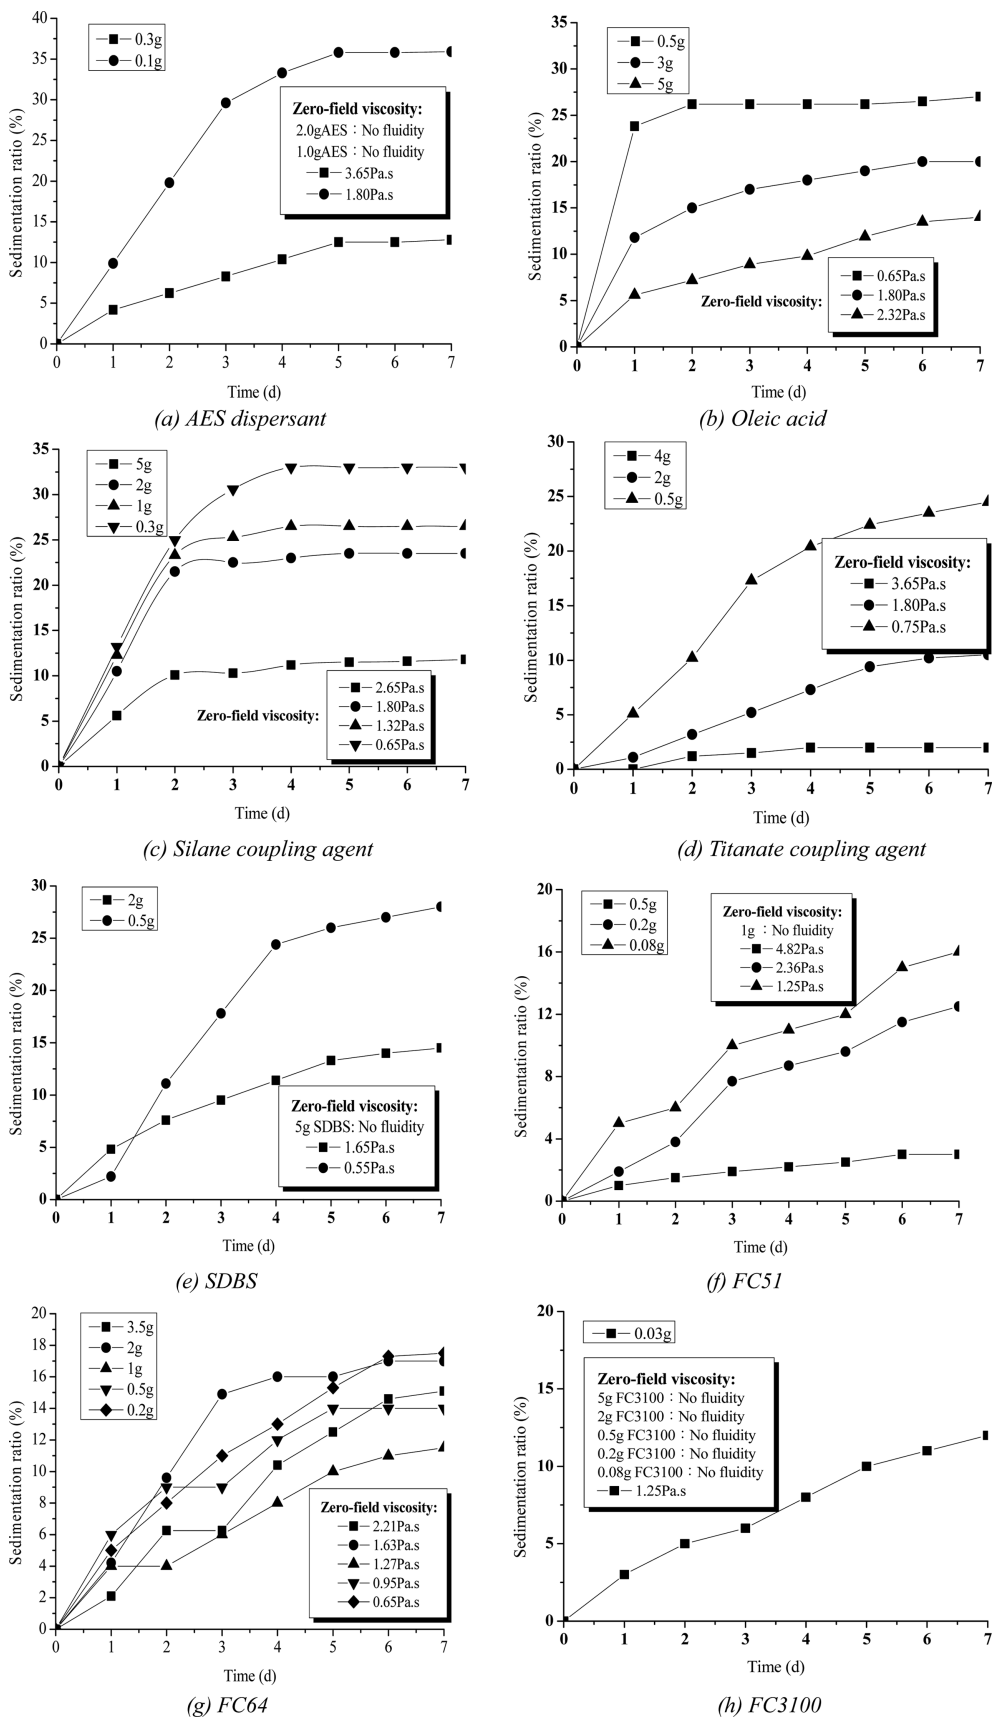 40
35
30
25
20
15
10
5
0
Sedimentation ratio (%)
0.3g
0.1g
Zero-field viscosity:
2.0gAES：No fluidity
1.0gAES：No fluidity
3.65Pa.s
1.80Pa.s
0 1 2 3 4 5 6 7
Time (d)
(a) AES dispersant
35
30
25
20
15
10
5
0
Sedimentation ratio (%)
0.5g
3g
5g
Zero-field viscosity:
0.65Pa.s
1.80Pa.s
2.32Pa.s
0 1 2 3 4 5 6 7
Time (d)
(b) Oleic acid
35
30
25
20
15
10
5
0
Sedimentation ratio (%)
5g
2g
1g
0.3g
Zero-field viscosity:
2.65Pa.s
1.80Pa.s
1.32Pa.s
0.65Pa.s
0 1 2 3 4 5 6 7
Time (d)
(c) Silane coupling agent
30
25
20
15
10
5
0
Sedimentation ratio (%)
4g
2g
0.5g
Zero-field viscosity:
3.65Pa.s
1.80Pa.s
0.75Pa.s
0 1 2 3 4 5 6 7
Time (d)
(d) Titanate coupling agent
30
25
20
15
10
5
0
Sedimentation ratio (%)
2g
0.5g
Zero-field viscosity:
5g SDBS: No fluidity
1.65Pa.s
0.55Pa.s
0 1 2 3 4 5 6 7
Time (d)
(e) SDBS
20
16
12
8
4
0
Sedimentation ratio (%)
0.5g
0.2g
0.08g
Zero-field viscosity:
1g ：No fluidity
4.82Pa.s
2.36Pa.s
1.25Pa.s
0 1 2 3 4 5 6 7
Time (d)
(f) FC51
20
18
16
14
12
10
8
6
4
2
0
Sedimentation ratio (%)
3.5g
2g
1g
0.5g
0.2g
Zero-field viscosity:
2.21Pa.s
1.63Pa.s
1.27Pa.s
0.95Pa.s
0.65Pa.s
0 1 2 3 4 5 6 7
Time (d)
(g) FC64
20
15
10
5
0
Sedimentation ratio (%)
0.03g
Zero-field viscosity:
5g FC3100：No fluidity
2g FC3100：No fluidity
0.5g FC3100：No fluidity
0.2g FC3100：No fluidity
0.08g FC3100：No fluidity
1.25Pa.s
0 1 2 3 4 5 6 7
Time (d)
(h) FC3100